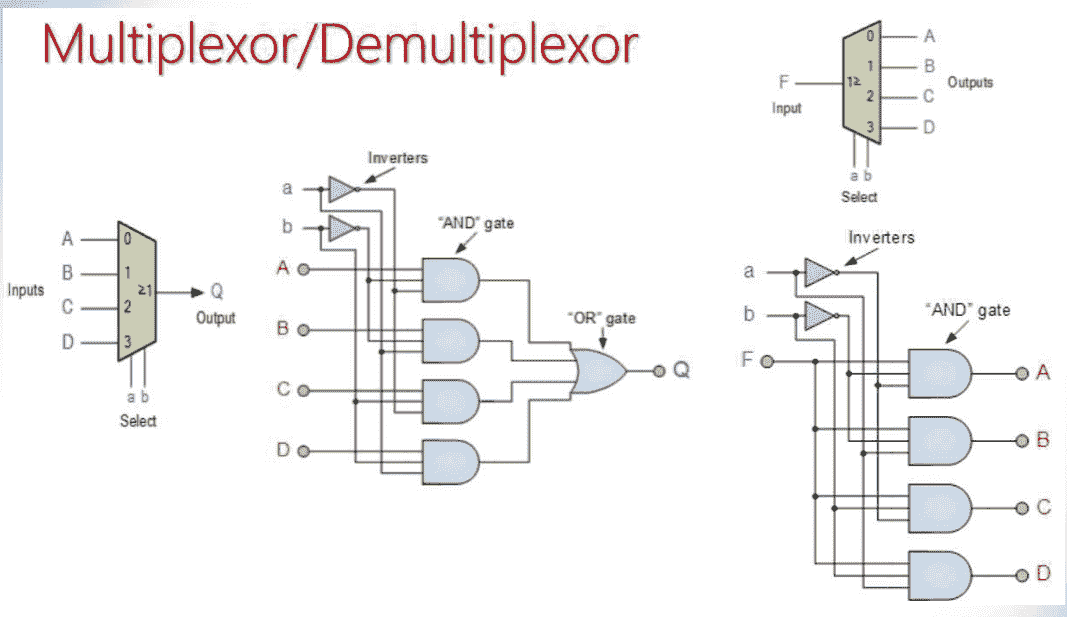 Multiplexor/Demultiplexor
A
B
C
D
Inputs
0
1
2
3
≥1
Q
Output
a b
Select
Inverters
a
b
"AND" gate
A
B
C
D
"OR" gate
Q
F
Input
1≥
0
1
2
3
A
B
C
D
Outputs
a b
Select
Inverters
a
b
"AND" gate
F
A
B
C
D